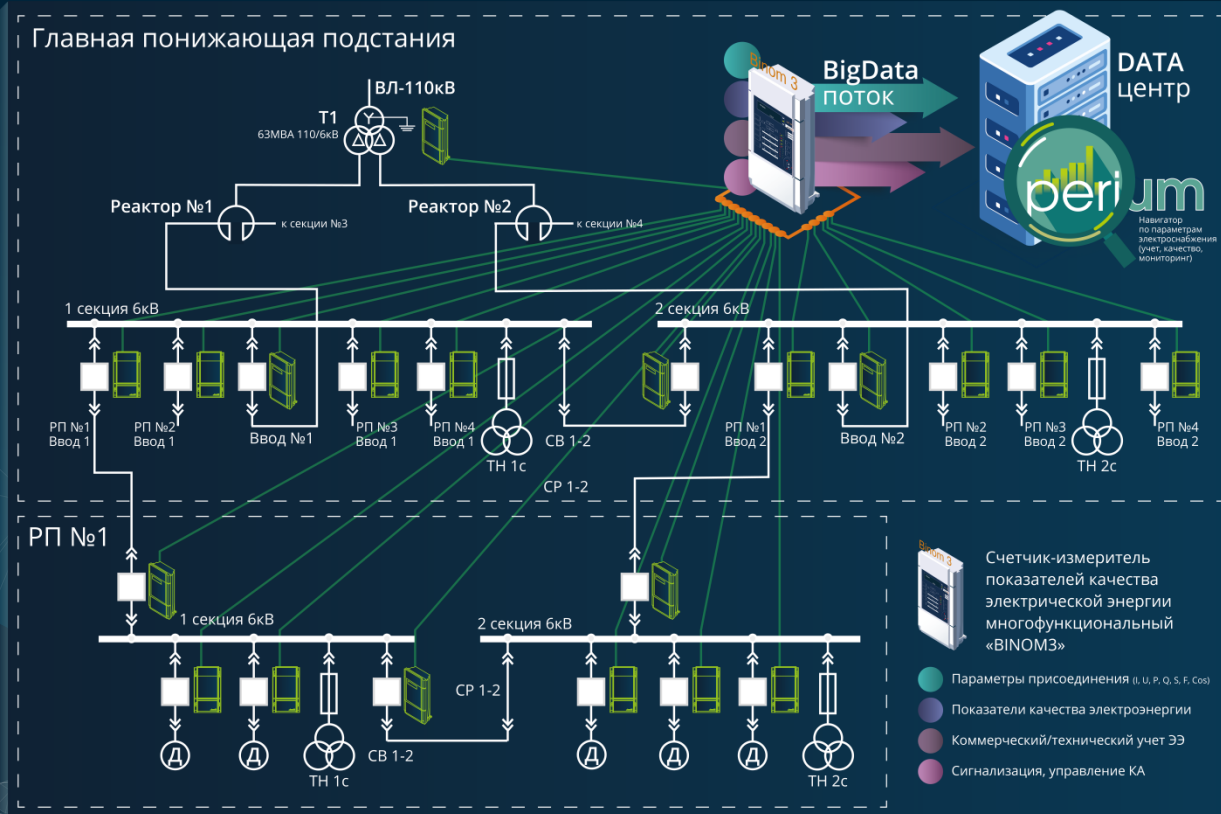 Главная понижающая подстания
ВЛ-110кВ
Т1
63МВА 110/6кВ
Binom 3
BigData
поток
DATA
центр
perium
Навигатор
по параметрам
электроснабжения
(учет, качество,
мониторинг)
Реактор №1
к секции №3
Реактор №2
к секции №4
1 секция 6кВ
2 секция 6кВ
РП №1
Ввод 1
РП №2
Ввод 1
Ввод №1
РП №3
Ввод 1
РП №4
Ввод 1
ТН 1с
СВ 1-2
СР 1-2
РП №1
Ввод 2
Ввод №2
РП №2
Ввод 2
РП №3
Ввод 2
ТН 2с
РП №4
Ввод 2
РП №1
1 секция 6кВ
2 секция 6кВ
СР 1-2
Д
Д
ТН 1с
СВ 1-2
Д
Д
Д
ТН 2с
Binom 3
Счетчик-измеритель
показателей качества
электрической энергии
многофункциональный
«BINOM3»
Параметры присоединения (I, U, P, Q, S, F, Cos)
Показатели качества электроэнергии
Коммерческий/технический учет ЭЭ
Сигнализация, управление КА